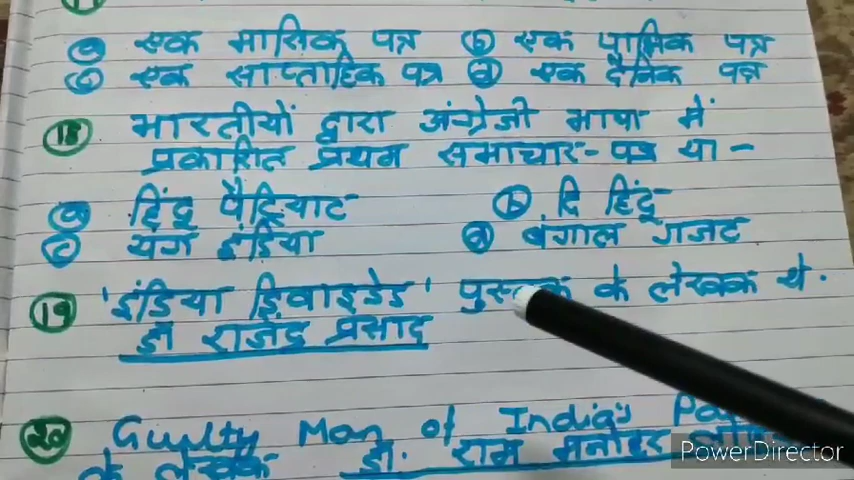 (a) एक मासिक पत्र (b) एक पाक्षिक पत्र
(c) एक साप्ताहिक पत्र (d) एक दैनिक पत्र
(18) भारतीयों द्वारा अंग्रेजी भाषा में
प्रकाशित प्रथम समाचार-पत्र था -
(a) हिंदू पैट्रियाट (b) दि हिंदू
(c) यंग इंडिया (d) बंगाल गजट
(19) 'इंडिया डिवाइडेड' पुस्तक के लेखक थे.
डॉ राजेंद्र प्रसाद
(20) Guilty Man of India's
के लेखक डा. राम मनोहर
PowerDirector